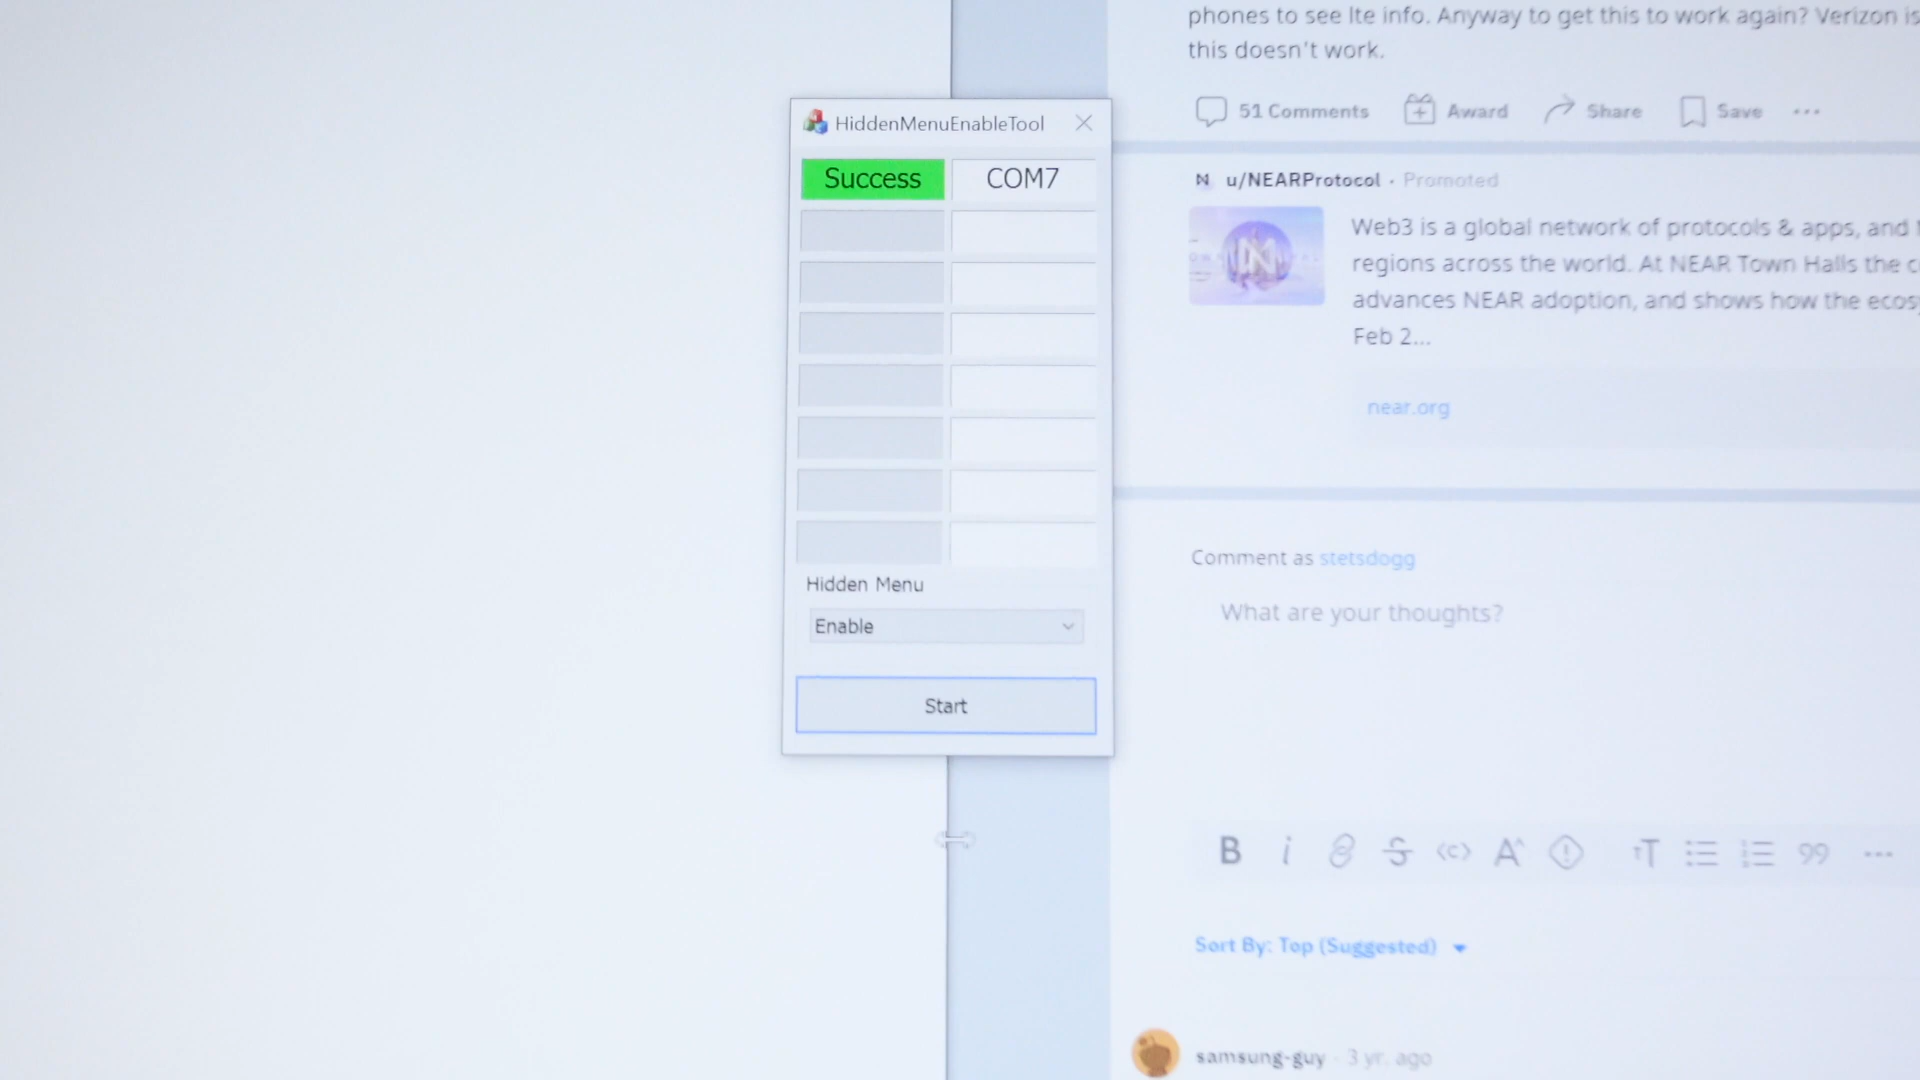 phones to see lte info. Anyway to get this to work again? Verizon is
this doesn't work.
51 Comments Award Share Save ...
HiddenMenuEnableTool
Success COM7
u/NEARProtocol · Promoted
Web3 is a global network of protocols & apps, and
regions across the world. At NEAR Town Halls the
advances NEAR adoption, and shows how the
Feb 2...
near.org
Comment as stetsdogg
What are your thoughts?
Hidden Menu
Enable
Start
B i S <c> A T 99 ...
Sort By: Top (Suggested)
samsung-guy · 3 yr. ago